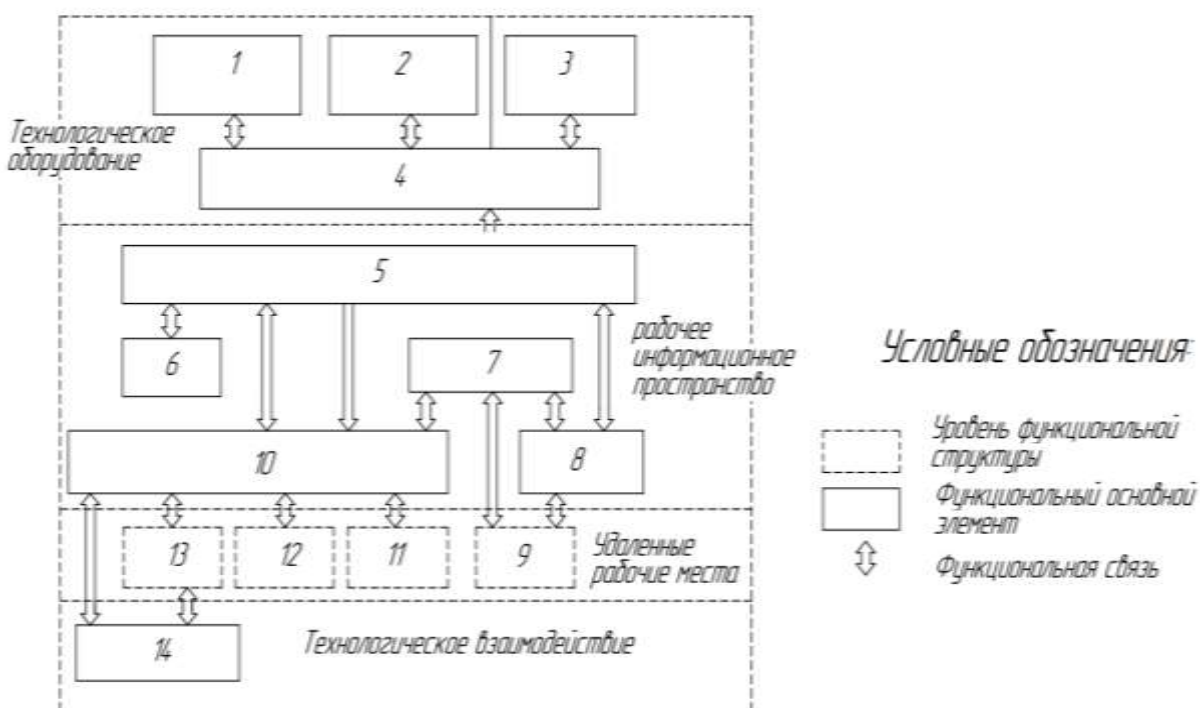 1
2
3
Технологическое
оборудование
4
5
6
7
рабочее
информационное
пространство
10
8
13
12
11
9
Удаленные
рабочие места
14
Технологическое взаимодействие
Условные обозначения:
Уровень функциональной
структуры
Функциональный основной
элемент
Функциональная связь